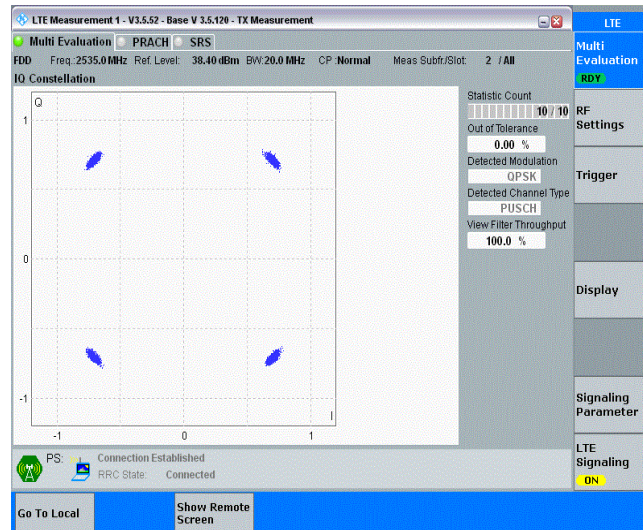 LTE Measurement 1 - V3.5.52 - Base V 3.5.120 - TX Measurement
LTE
Multi Evaluation PRACH SRS
Multi
Evaluation
RDY
FDD Freq.:2535.0 MHz Ref. Level: 38.40 dBm BW:20.0 MHz CP :Normal Meas Subfr./Slot: 2 / All
IQ Constellation
Q
1
0
-1
-1 0 1
I
Statistic Count
10 / 10
Out of Tolerance
0.00 %
Detected Modulation
QPSK
Detected Channel Type
PUSCH
View Filter Throughput
100.0 %
RF
Settings
Trigger
Display
Signaling
Parameter
LTE
Signaling
ON
PS: Connection Established
RRC State: Connected
Go To Local
Show Remote
Screen